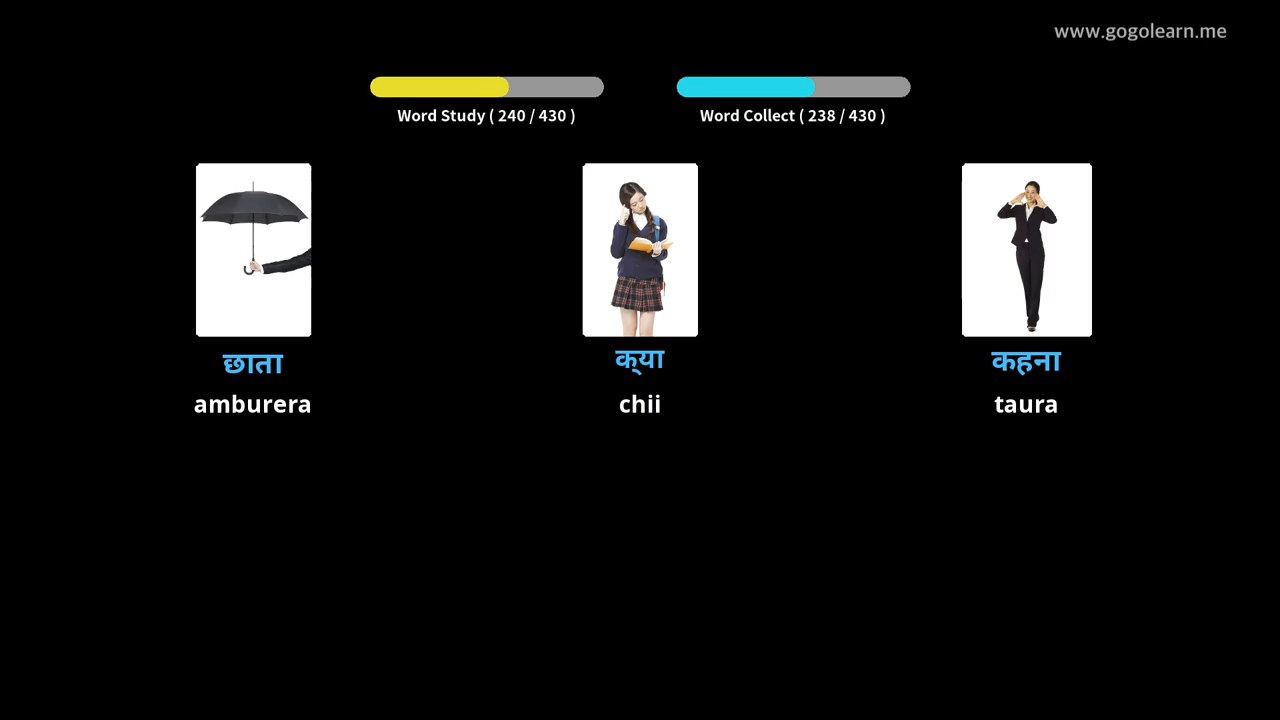 www.gogolearn.me
Word Study ( 240 / 430 )
Word Collect ( 238 / 430 )
छाता
क्या
कहना
amburera
chii
taura